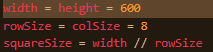 width = height = 600
rowSize = colSize = 8
squareSize = width // rowSize